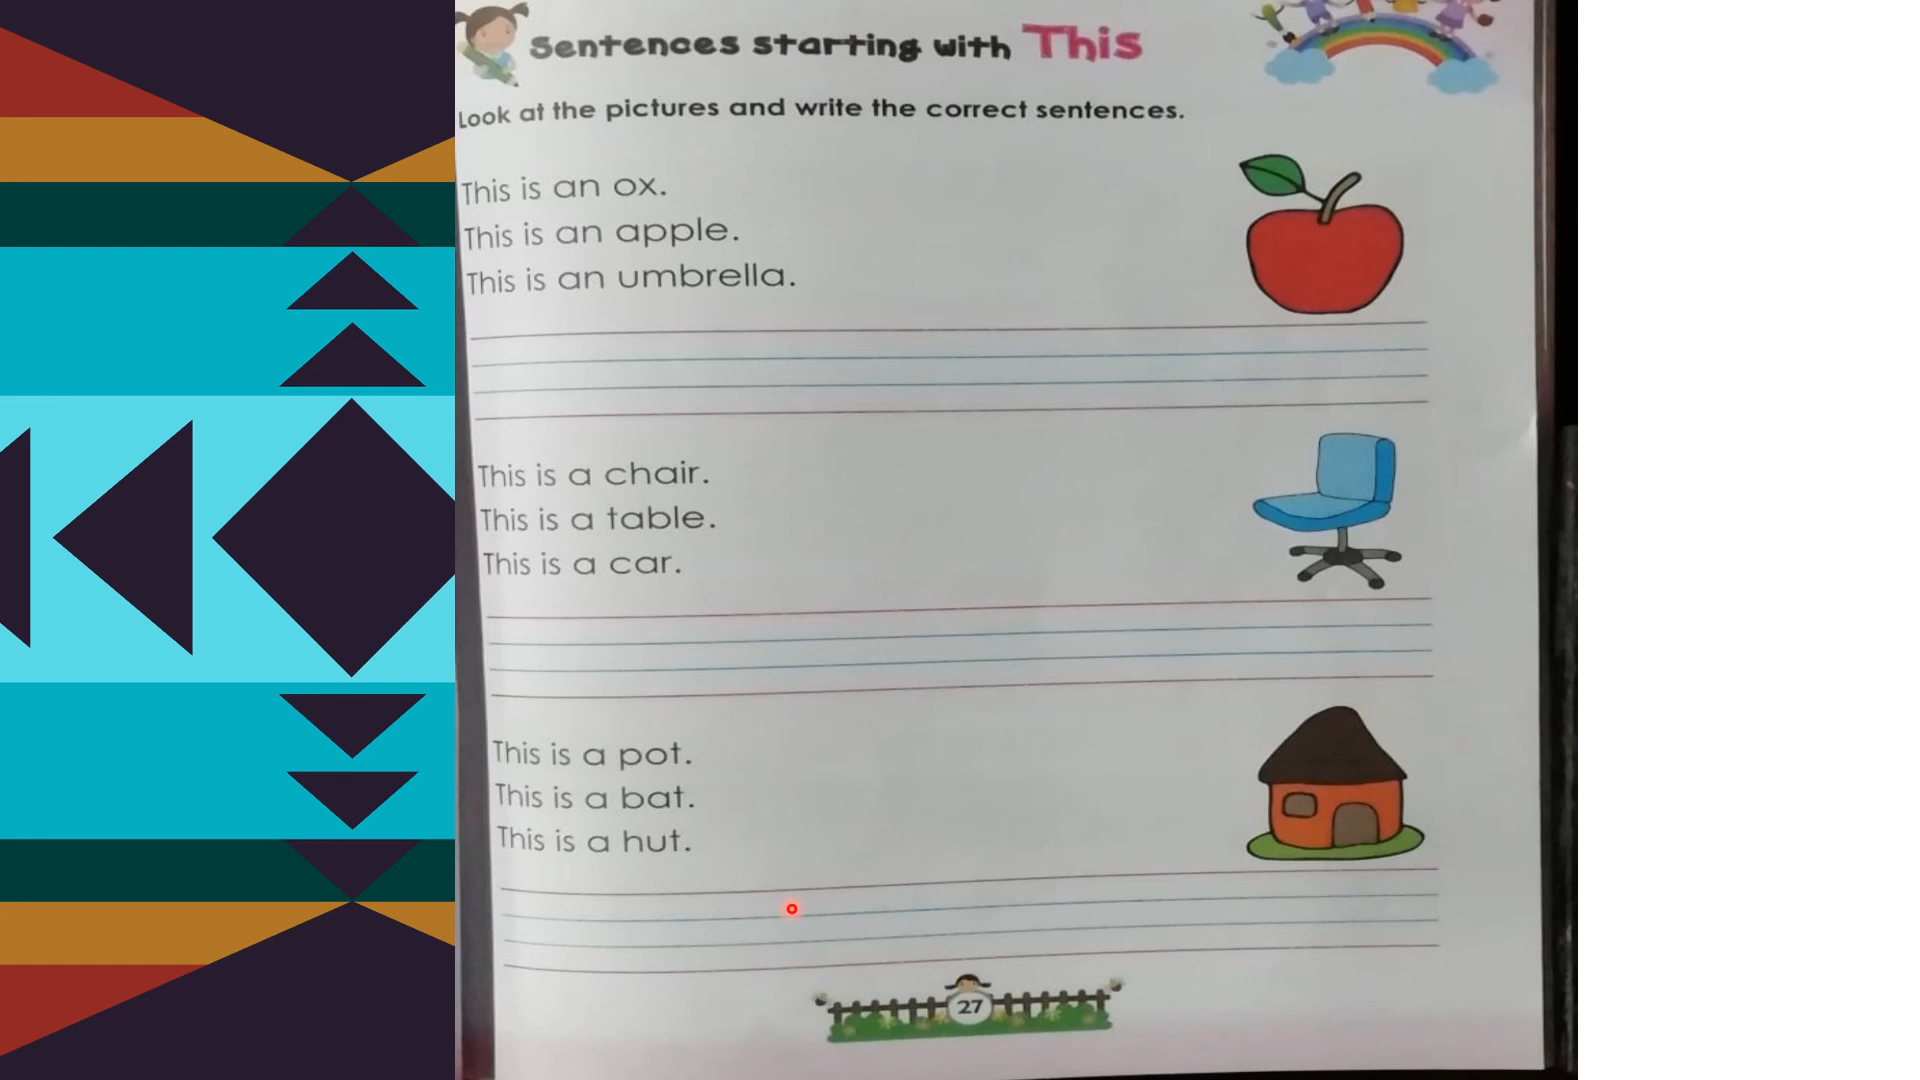 Sentences starting with This
Look at the pictures and write the correct sentences.
This is an ox.
This is an apple.
This is an umbrella.
This is a chair.
This is a table.
This is a car.
This is a pot.
This is a bat.
This is a hut.
27